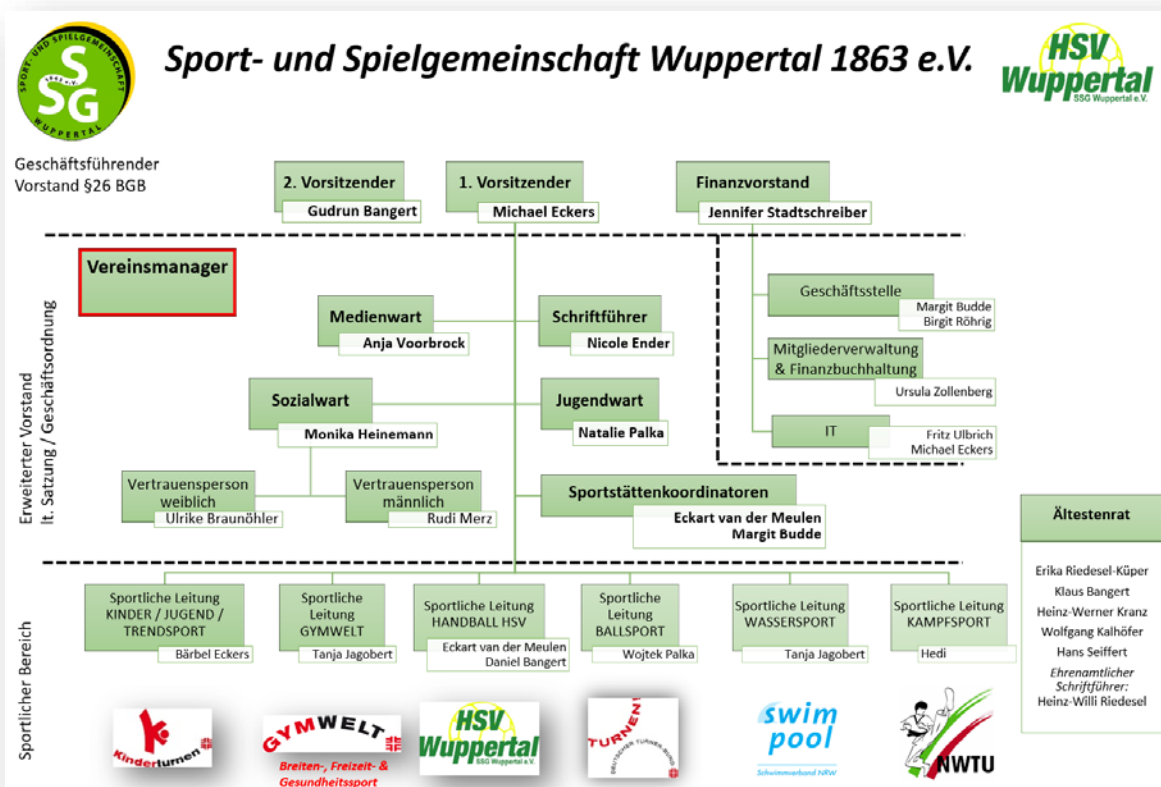 SPORT- UND SPIELGEMEINSCHAFT
S
1863 e.V.
SG
WUPPERTAL
Sport- und Spielgemeinschaft Wuppertal 1863 e.V.
HSV
Wuppertal
SSG Wuppertal e.V.
Geschäftsführender
Vorstand §26 BGB
2. Vorsitzender
Gudrun Bangert
1. Vorsitzender
Michael Eckers
Finanzvorstand
Jennifer Stadtschreiber
Erweiterter Vorstand
lt. Satzung / Geschäftsordnung
Vereinsmanager
Medienwart
Anja Voorbrock
Schriftführer
Nicole Ender
Sozialwart
Monika Heinemann
Jugendwart
Natalie Palka
Vertrauensperson
weiblich
Ulrike Braunöhler
Vertrauensperson
männlich
Rudi Merz
Sportstättenkoordinatoren
Eckart van der Meulen
Margit Budde
Geschäftsstelle
Margit Budde
Birgit Röhrig
Mitgliederverwaltung
& Finanzbuchhaltung
Ursula Zollenberg
IT
Fritz Ulbrich
Michael Eckers
Sportlicher Bereich
Sportliche Leitung
KINDER / JUGEND /
TRENDSPORT
Bärbel Eckers
Sportliche
Leitung
GYMWELT
Tanja Jagobert
Sportliche Leitung
HANDBALL HSV
Eckart van der Meulen
Daniel Bangert
Sportliche
Leitung
BALLSPORT
Wojtek Palka
Sportliche Leitung
WASSERSPORT
Tanja Jagobert
Sportliche Leitung
KAMPFSPORT
Hedi
Ältestenrat
Erika Riedesel-Küper
Klaus Bangert
Heinz-Werner Kranz
Wolfgang Kalhöfer
Hans Seiffert
Ehrenamtlicher
Schriftführer:
Heinz-Willi Riedesel
Kinderturnen
GYMWELT
Breiten-, Freizeit- &
Gesundheitssport
HSV
Wuppertal
SSG Wuppertal e.V.
TURNEN!
DEUTSCHER TURNER-BUND
swim
pool
Schwimmverband NRW
NWTU